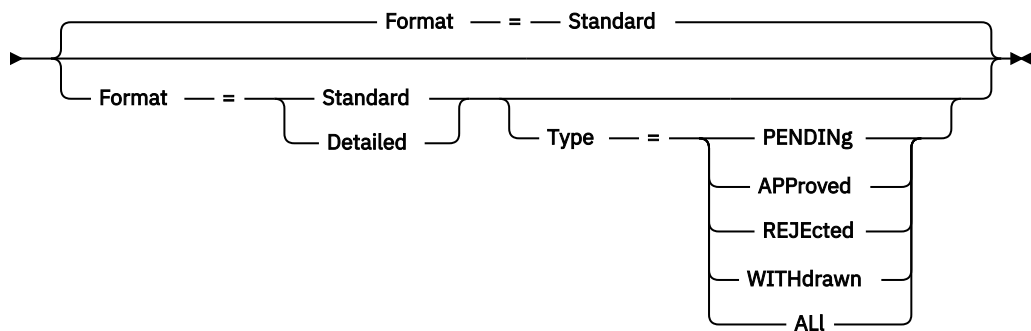 Format = Standard
Format = Standard
Detailed
Type = PENDINg
APProved
REJEcted
WITHdrawn
ALl